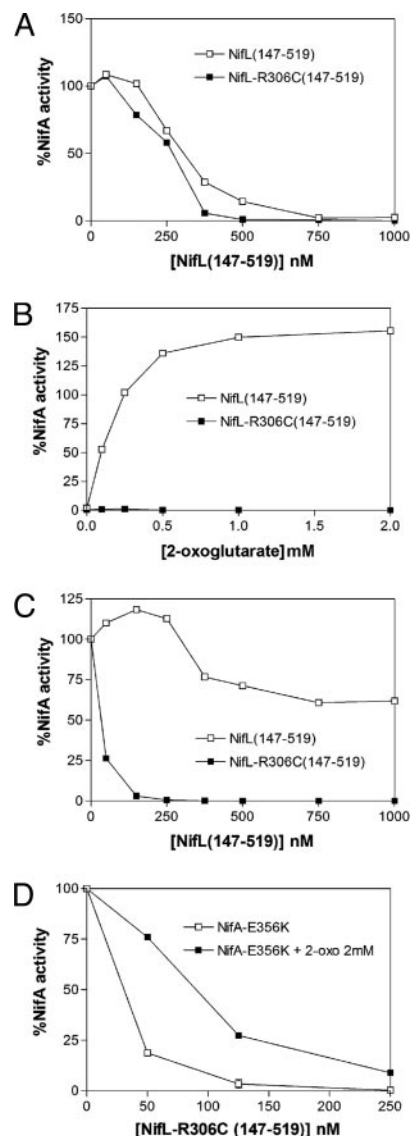 A
150
100
50
0
%NifA activity
NifL(147-519)
NifL-R306C(147-519)
0 250 500 750 1000
[NifL(147-519)] nM
B
175
150
125
100
75
50
25
0
%NifA activity
NifL(147-519)
NifL-R306C(147-519)
0.0 0.5 1.0 1.5 2.0
[2-oxoglutarate]mM
C
125
100
75
50
25
0
%NifA activity
NifL(147-519)
NifL-R306C(147-519)
0 250 500 750 1000
[NifL(147-519)] nM
D
100
75
50
25
0
%NifA activity
NifA-E356K
NifA-E356K + 2-oxo 2mM
0 50 100 150 200 250
[NifL-R306C (147-519)] nM